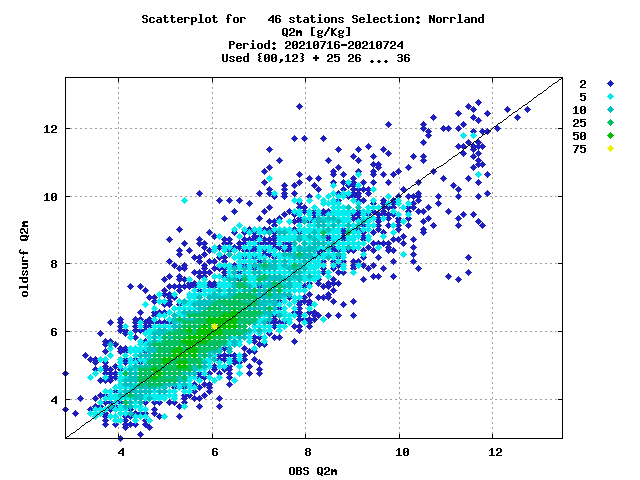 Scatterplot for 46 stations Selection: Norrland
Q2m [g/Kg]
Period: 20210716-20210724
Used {00,12} + 25 26 ... 36
2
5
10
25
50
75
12
10
8
6
4
oldsurf Q2m
4 6 8 10 12
OBS Q2m